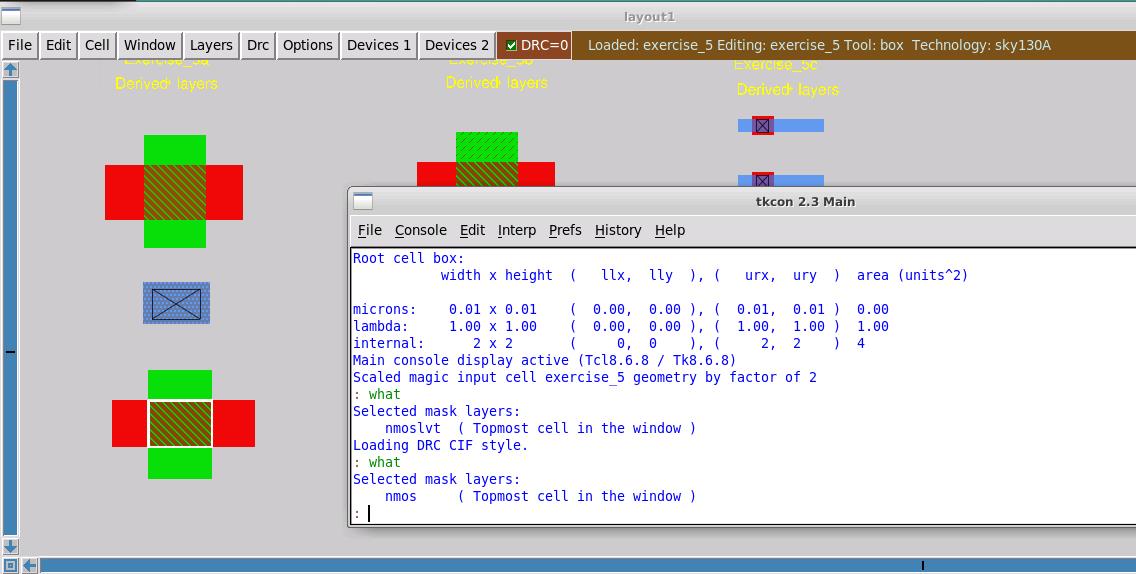 layout1
File Edit Cell Window Layers Drc Options Devices 1 Devices 2 DRC=0 Loaded: exercise_5 Editing: exercise_5 Tool: box Technology: sky130A
Exercise_5a
Derived layers
Exercise_5b
Derived layers
Exercise_5c
Derived layers
tkcon 2.3 Main
File Console Edit Interp Prefs History Help
Root cell box:
width x height ( llx, lly ), ( urx, ury ) area (units^2)
microns: 0.01 x 0.01 ( 0.00, 0.00 ), ( 0.01, 0.01 ) 0.00
lambda: 1.00 x 1.00 ( 0.00, 0.00 ), ( 1.00, 1.00 ) 1.00
internal: 2 x 2 ( 0, 0 ), ( 2, 2 ) 4
Main console display active (Tcl8.6.8 / Tk8.6.8)
Scaled magic input cell exercise_5 geometry by factor of 2
: what
Selected mask layers:
nmoslvt ( Topmost cell in the window )
Loading DRC CIF style.
: what
Selected mask layers:
nmos ( Topmost cell in the window )
: